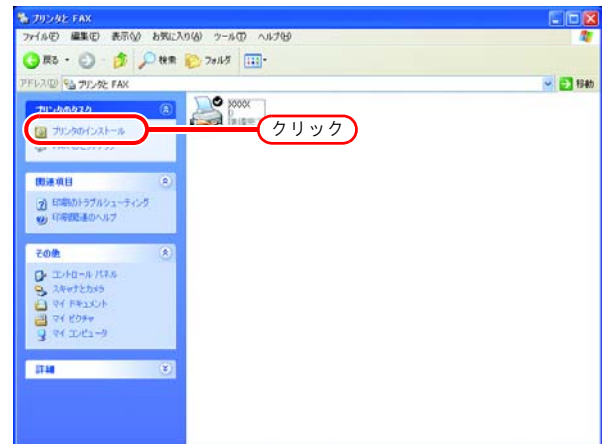 プリンタと FAX
ファイル(F) 編集(E) 表示(V) お気に入り(A) ツール(T) ヘルプ(H)
戻る 検索 フォルダ
アドレス(D) プリンタと FAX 移動
プリンタのタスク
プリンタのインストール
クリック
XXXXX
0
準備完
関連項目
印刷のトラブルシューティング
印刷関連のヘルプ
その他
コントロール パネル
スキャナとカメラ
マイ ドキュメント
マイ ピクチャ
マイ コンピュータ
詳細